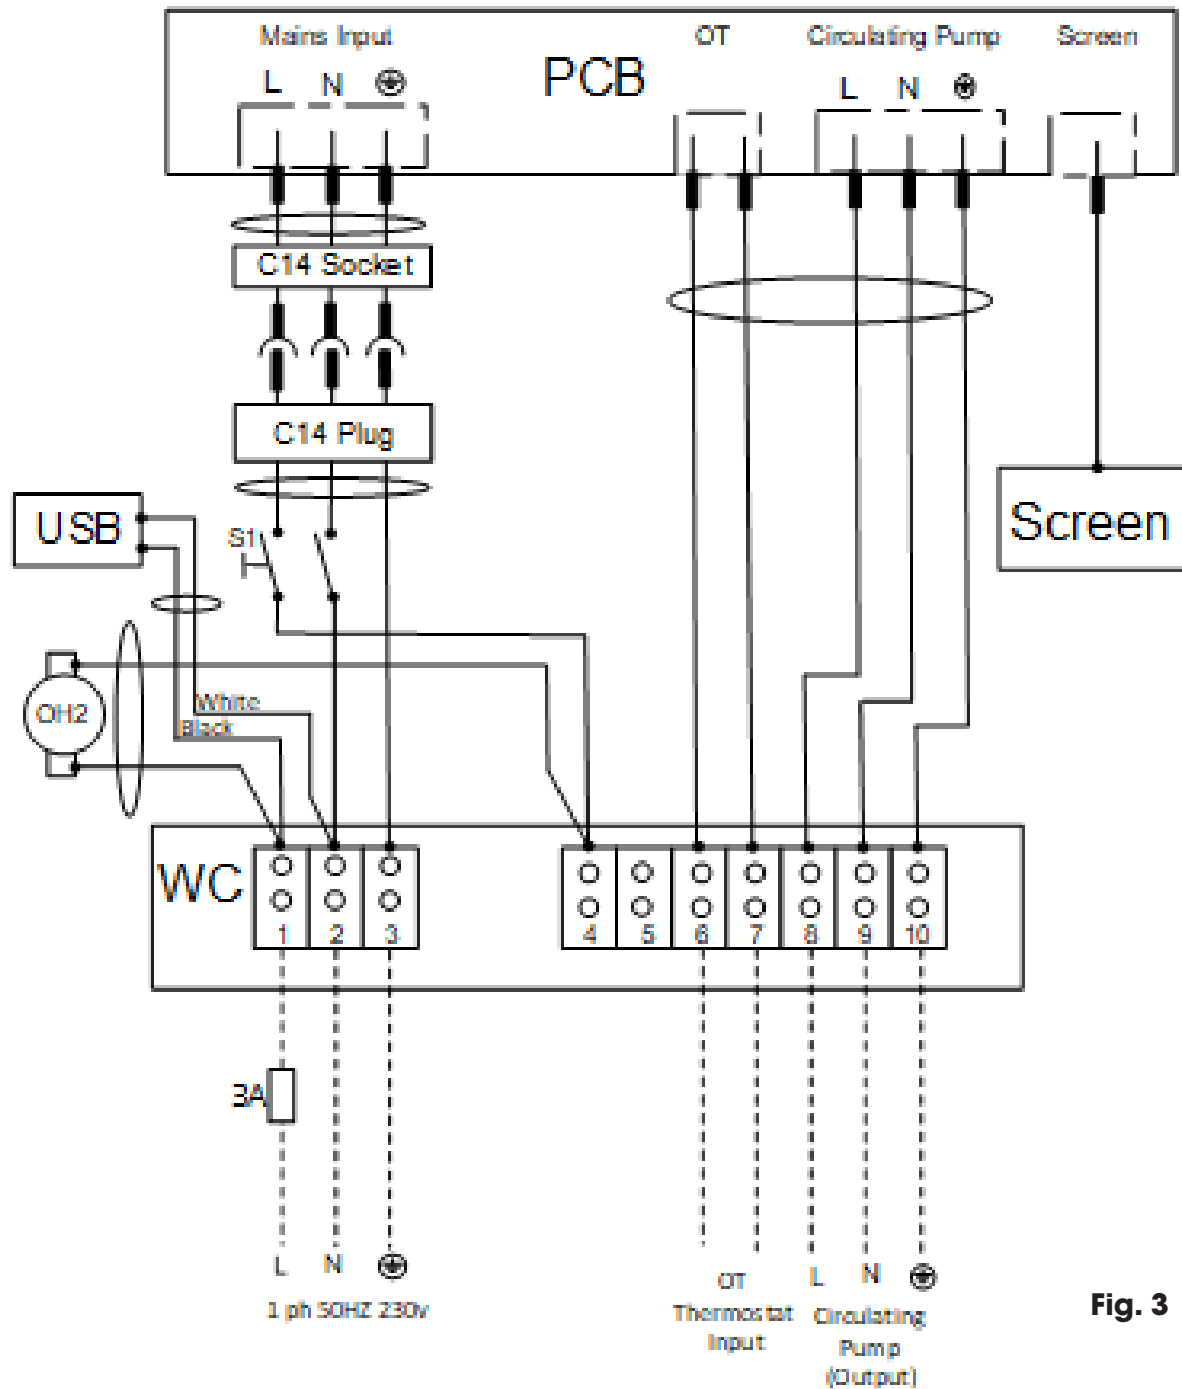 Mains Input
OT
Circulating Pump
Screen
PCB
L N
L N
C14 Socket
C14 Plug
USB
S1
Screen
OH2
White
Black
WC
1 2 3 4 5 6 7 8 9 10
3A
L N
1 ph 50HZ 230v
OT
Thermostat
Input
L N
Circulating
Pump
(Output)
Fig. 3